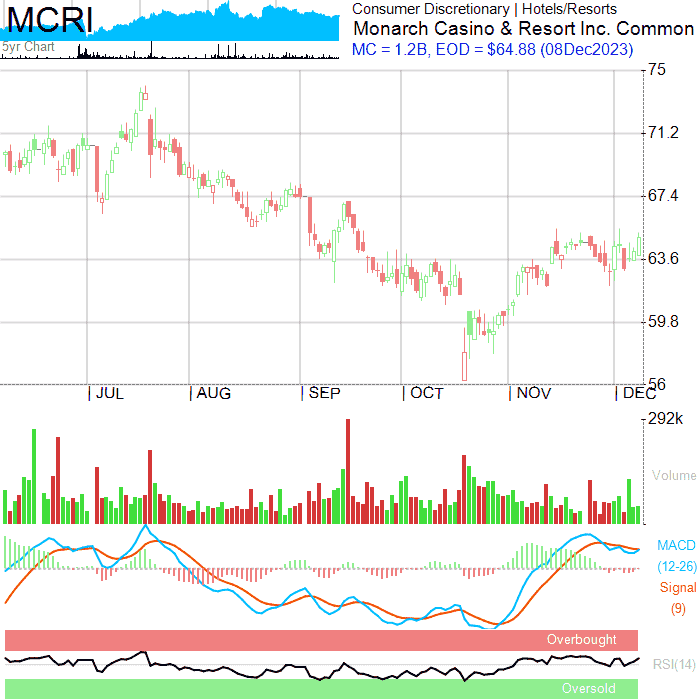 MCRI
5yr Chart
Consumer Discretionary | Hotels/Resorts
Monarch Casino & Resort Inc. Common
MC = 1.2B, EOD = $64.88 (08Dec2023)
75
71.2
67.4
63.6
59.8
56
JUL AUG SEP OCT NOV DEC
292k
Volume
MACD
(12-26)
Signal
(9)
Overbought
RSI(14)
Oversold